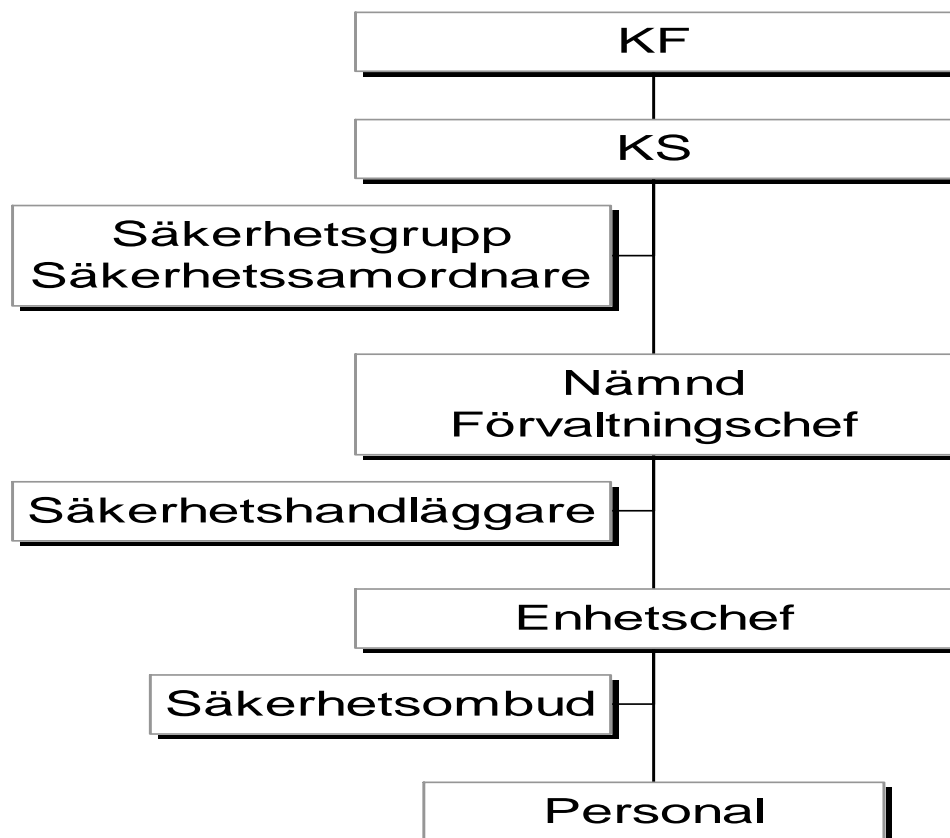 KF
KS
Säkerhetsgrupp
Säkerhetssamordnare
Nämnd
Förvaltningschef
Säkerhetshandläggare
Enhetschef
Säkerhetsombud
Personal